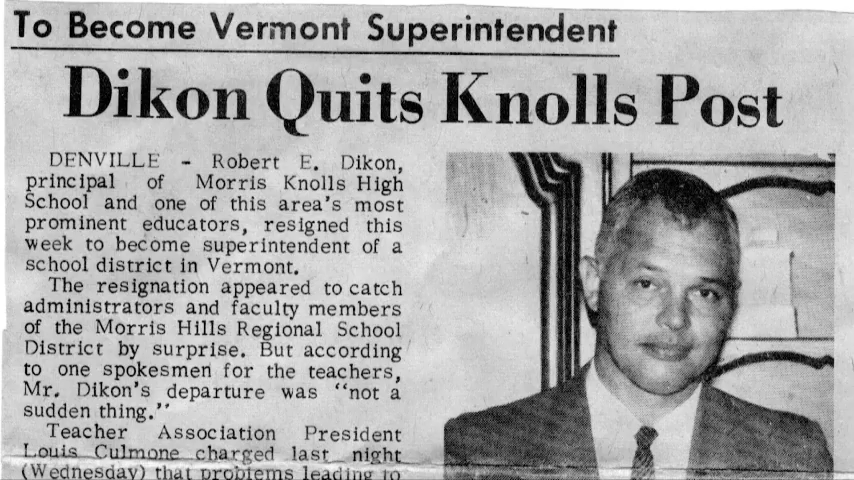 To Become Vermont Superintendent
Dikon Quits Knolls Post
DENVILLE - Robert E. Dikon,
principal of Morris Knolls High
School and one of this area's most
prominent educators, resigned this
week to become superintendent of a
school district in Vermont.
The resignation appeared to catch
administrators and faculty members
of the Morris Hills Regional School
District by surprise. But according
to one spokesmen for the teachers,
Mr. Dikon's departure was "not a
sudden thing."
Teacher Association President
Louis Culmone charged last night
(Wednesday) that problems leading to